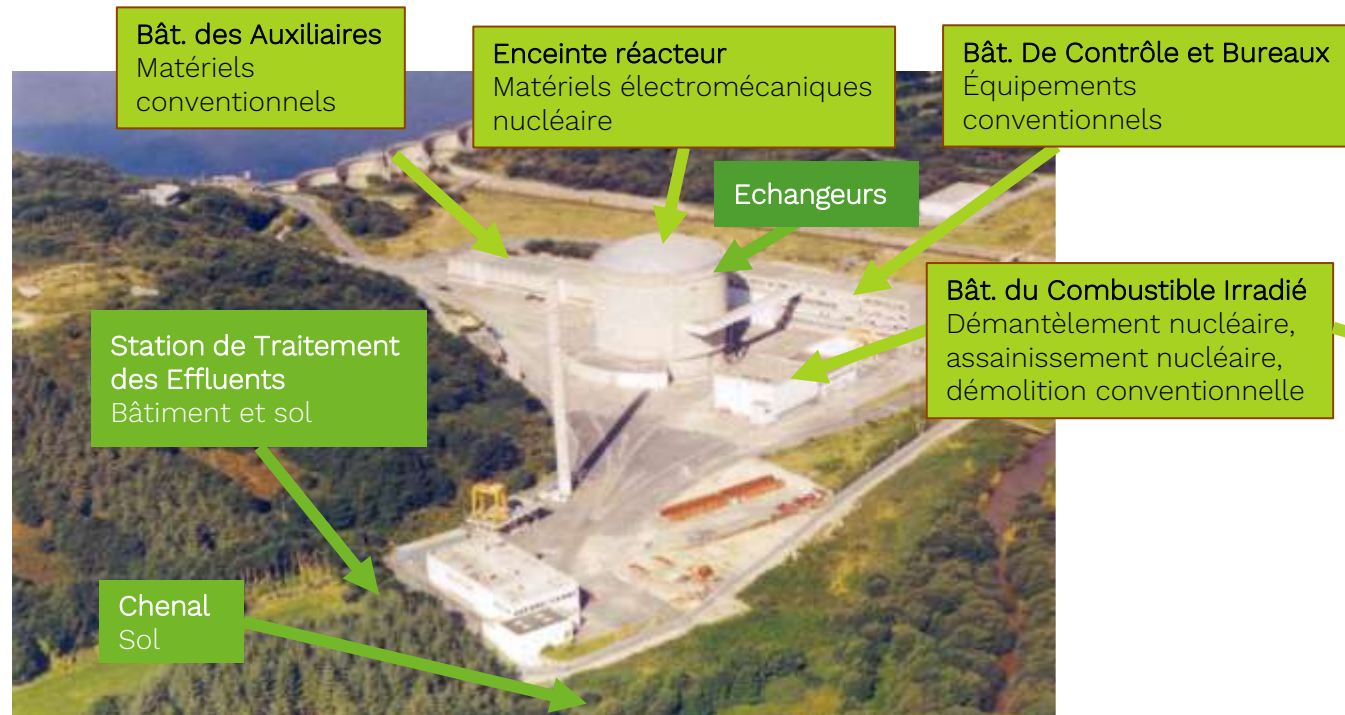 Bât. des Auxiliaires
Matériels
conventionnels
Enceinte réacteur
Matériels électromécaniques
nucléaire
Bât. De Contrôle et Bureaux
Équipements
conventionnels
Echangeurs
Bât. du Combustible Irradié
Démantèlement nucléaire,
assainissement nucléaire,
démolition conventionnelle
Station de Traitement
des Effluents
Bâtiment et sol
Chenal
Sol